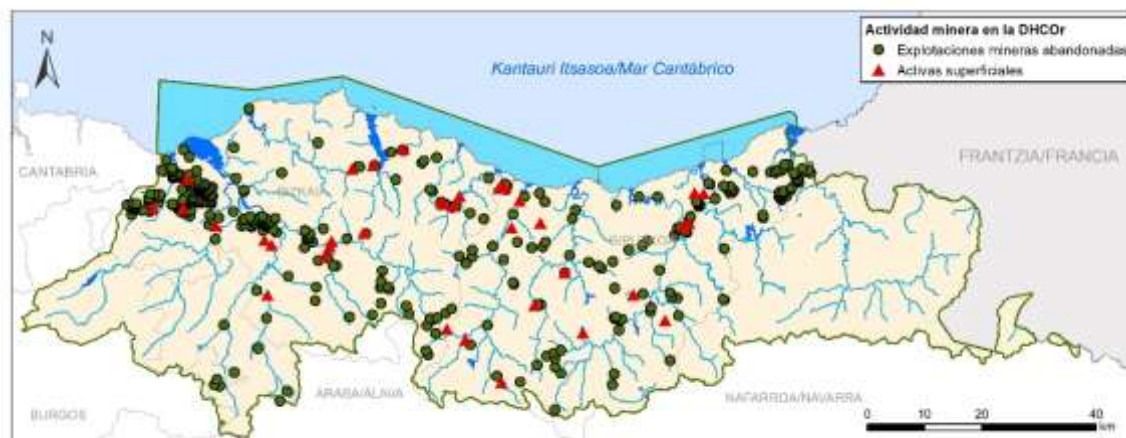 Actividad minera en la DHCOr
N
Explotaciones mineras abandonadas
Kantauri Itsasoa/Mar Cantábrico
Activas superficiales
FRANTZIA/FRANCIA
CANTABRIA
BIZKAIA
GIPUZKOA
ARABA/ÁLAVA
NAFARROA/NAVARRA
BURGOS
0 10 20 40
km